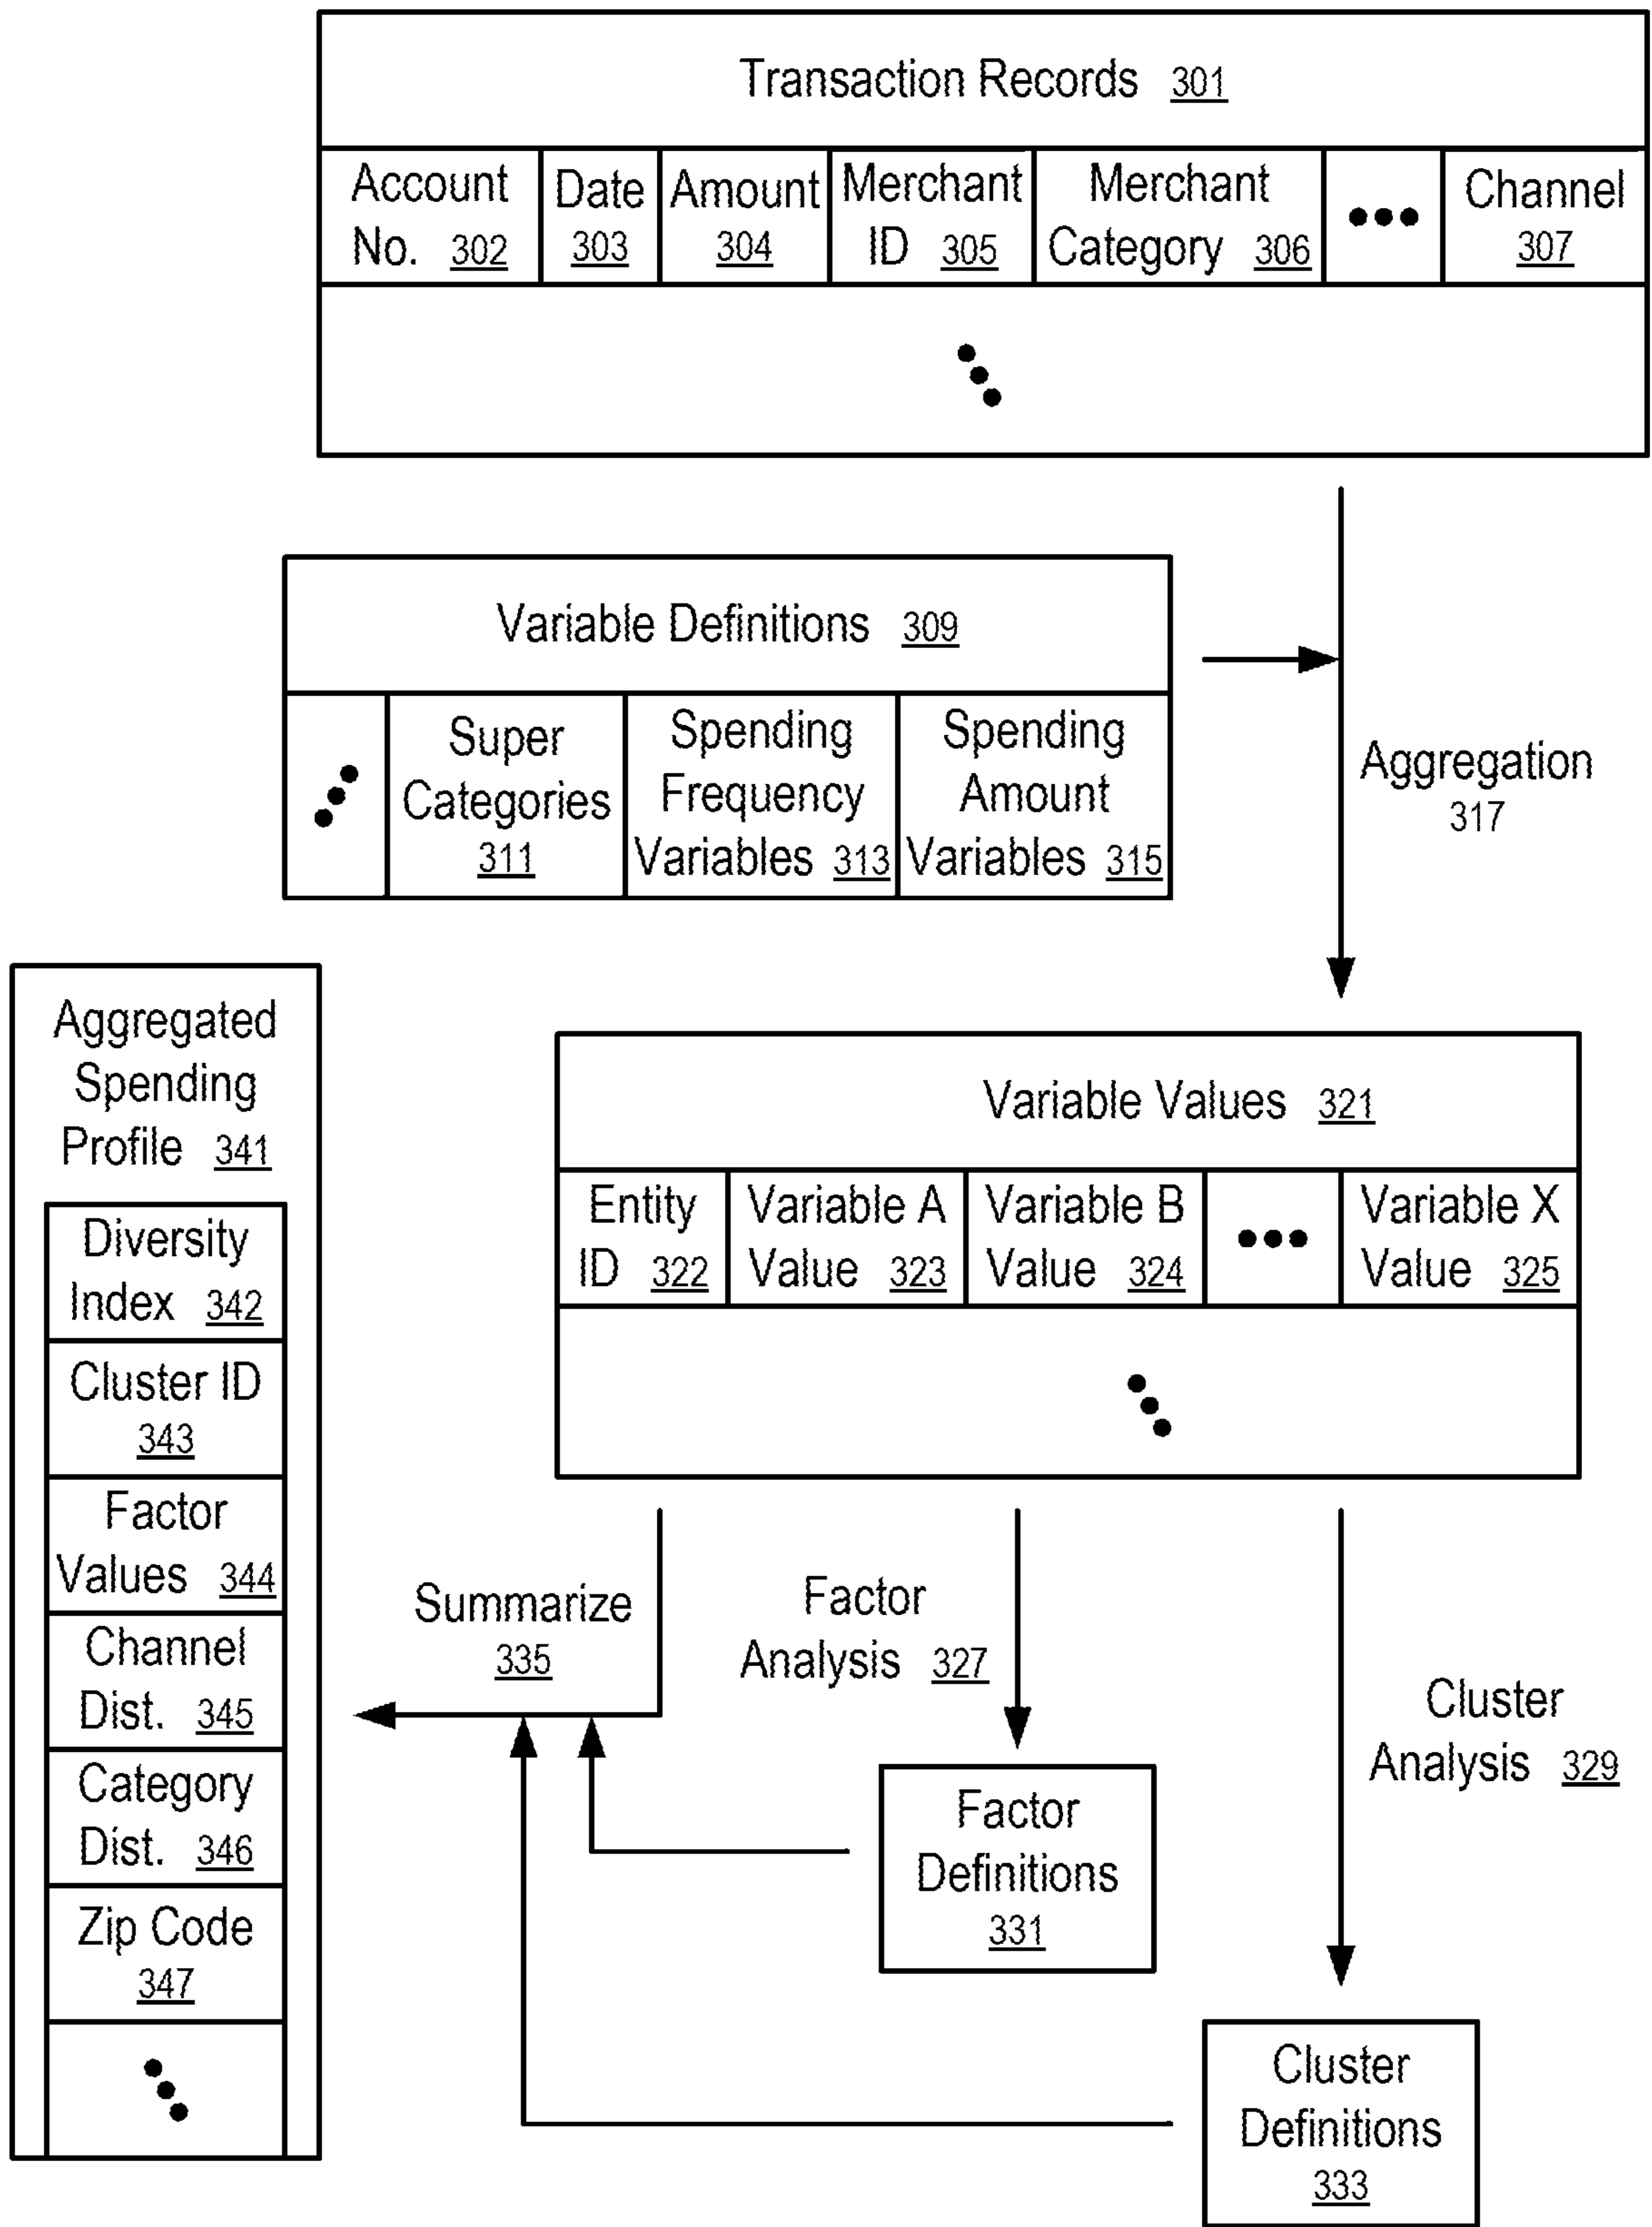 Transaction Records 301
Account
No. 302
Date
303
Amount
304
Merchant
ID 305
Merchant
Category 306
Channel
307
Variable Definitions 309
Super
Categories
311
Spending
Frequency
Variables 313
Spending
Amount
Variables 315
Aggregation
317
Aggregated
Spending
Profile 341
Diversity
Index 342
Cluster ID
343
Factor
Values 344
Channel
Dist. 345
Category
Dist. 346
Zip Code
347
Variable Values 321
Entity
ID 322
Variable A
Value 323
Variable B
Value 324
Variable X
Value 325
Summarize
335
Factor
Analysis 327
Cluster
Analysis 329
Factor
Definitions
331
Cluster
Definitions
333